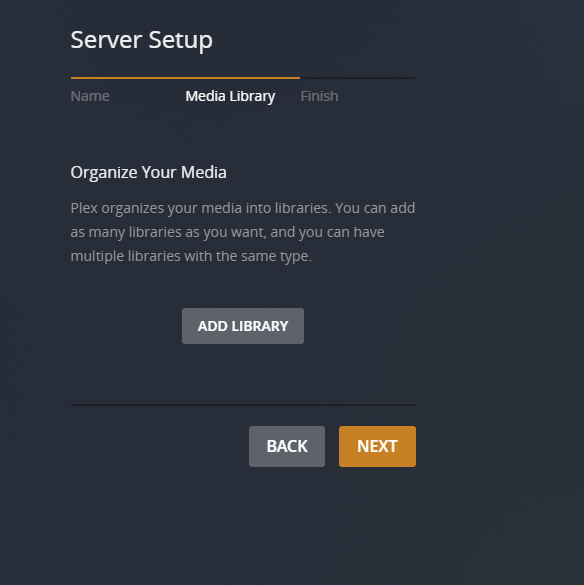 Server Setup
Name Media Library Finish
Organize Your Media
Plex organizes your media into libraries. You can add
as many libraries as you want, and you can have
multiple libraries with the same type.
ADD LIBRARY
BACK NEXT